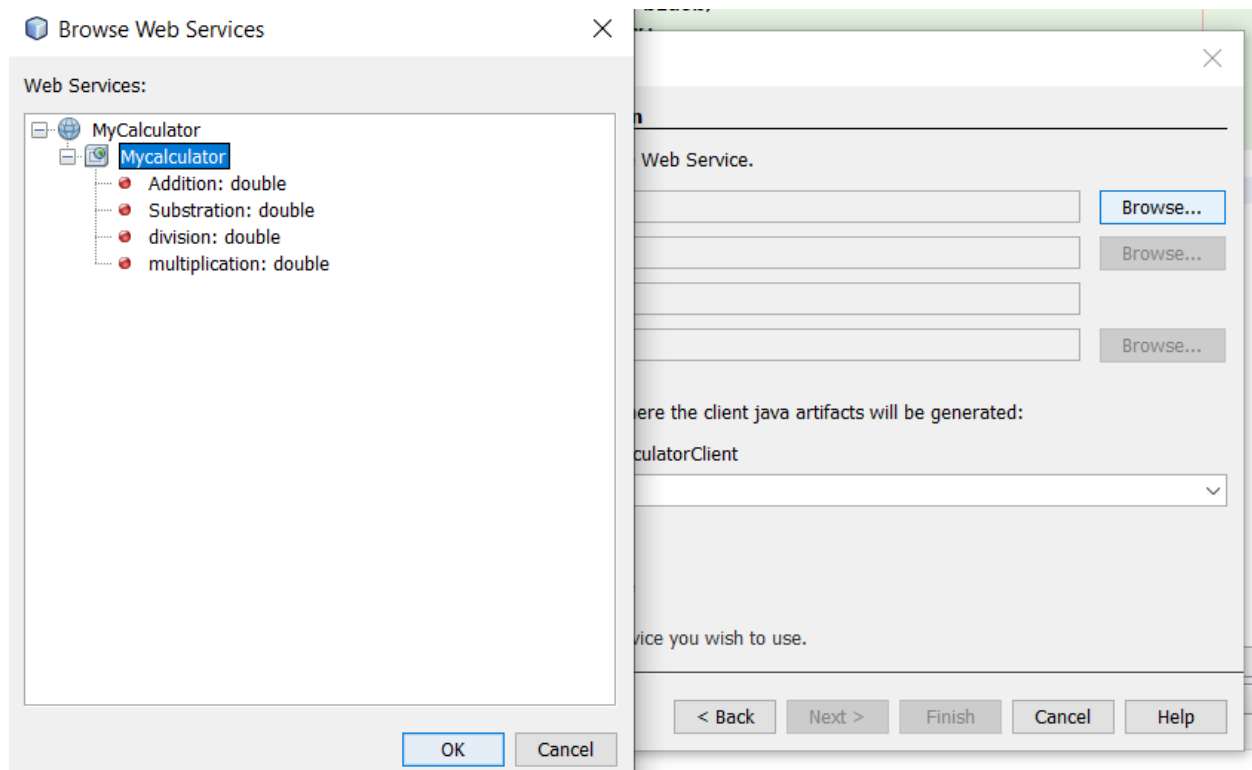 Browse Web Services
Web Services:
MyCalculator
Mycalculator
Addition: double
Substration: double
division: double
multiplication: double
OK
Cancel
n
Web Service.
Browse...
Browse...
Browse...
ere the client java artifacts will be generated:
culatorClient
vice you wish to use.
< Back
Next >
Finish
Cancel
Help